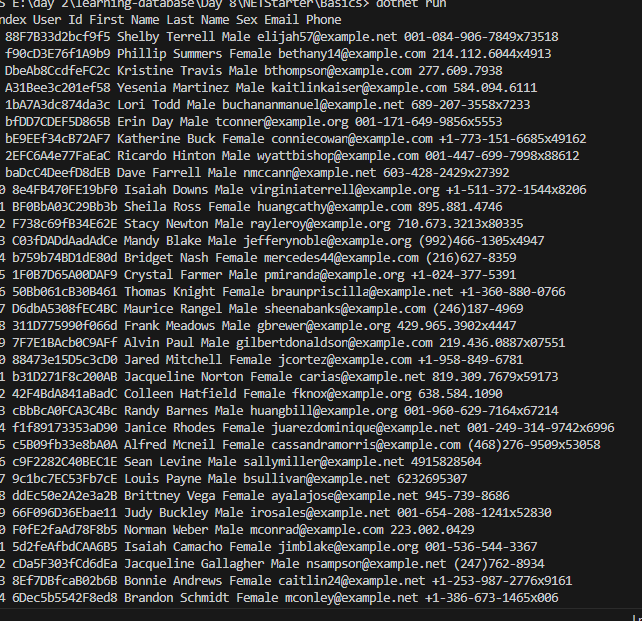 S E:\day 2\learning-database\Day 8\NETStarter\Basics> dotnet run
ndex User Id First Name Last Name Sex Email Phone
88F7B33d2bcf9f5 Shelby Terrell Male elijah57@example.net 001-084-906-7849x73518
f90cD3E76f1A9b9 Phillip Summers Female bethany14@example.com 214.112.6044x4913
DbeAb8CcdfeFC2c Kristine Travis Male bthompson@example.com 277.609.7938
A31Bee3c201ef58 Yesenia Martinez Male kaitlinkaiser@example.com 584.094.6111
1bA7A3dc874da3c Lori Todd Male buchananmanuel@example.net 689-207-3558x7233
bfDD7CDEF5D865B Erin Day Male tconner@example.org 001-171-649-9856x5553
bE9EEf34cB72AF7 Katherine Buck Female conniecowan@example.com +1-773-151-6685x49162
2EFC6A4e77FaEaC Ricardo Hinton Male wyattbishop@example.com 001-447-699-7998x88612
baDcC4DeefD8dEB Dave Farrell Male nmccann@example.net 603-428-2429x27392
0 8e4FB470FE19bF0 Isaiah Downs Male virginiaterrell@example.org +1-511-372-1544x8206
1 BF0BbA03C29Bb3b Sheila Ross Female huangcathy@example.com 895.881.4746
2 F738c69fB34E62E Stacy Newton Male rayleroy@example.org 710.673.3213x80335
3 C03fDADdAadAdCe Mandy Blake Male jefferynoble@example.org (992)466-1305x4947
4 b759b74BD1dE80d Bridget Nash Female mercedes44@example.com (216)627-8359
5 1F0B7D65A00DAF9 Crystal Farmer Male pmiranda@example.org +1-024-377-5391
6 50Bb061cB30B461 Thomas Knight Female braunpriscilla@example.net +1-360-880-0766
7 D6dbA5308fEC4BC Maurice Rangel Male sheenabanks@example.com (246)187-4969
8 311D775990f066d Frank Meadows Male gbrewer@example.org 429.965.3902x4447
9 7F7E1BAcb0C9AFf Alvin Paul Male gilbertdonaldson@example.com 219.436.0887x07551
0 88473e15D5c3cD0 Jared Mitchell Female jcortez@example.com +1-958-849-6781
1 b31D271F8c200AB Jacqueline Norton Female carias@example.net 819.309.7679x59173
2 42F4BdA841aBadC Colleen Hatfield Female fknox@example.org 638.584.1090
3 cBbBcA0FCA3C4Bc Randy Barnes Male huangbill@example.org 001-960-629-7164x67214
4 f1f89173353aD90 Janice Rhodes Female juarezdominique@example.net 001-249-314-9742x6996
5 c5B09fb33e8bA0A Alfred Mcneil Female cassandramorris@example.com (468)276-9509x53058
6 c9F2282C40BEC1E Sean Levine Male sallymiller@example.net 4915828504
7 9c1bc7EC53Fb7cE Louis Payne Male bsullivan@example.net 6232695307
8 ddEc50e2A2e3a2B Brittney Vega Female ayalajose@example.net 945-739-8686
9 66F096D36Ebae11 Judy Buckley Male irosales@example.net 001-654-208-1241x52830
0 F0fE2faAd78F8b5 Norman Weber Male mconrad@example.com 223.002.0429
1 5d2feAfbdCAA6B5 Isaiah Camacho Female jimblake@example.org 001-536-544-3367
2 cDa5F303fCd6dEa Jacqueline Gallagher Male nsampson@example.net (247)762-8934
3 8Ef7DBfcaB02b6B Bonnie Andrews Female caitlin24@example.net +1-253-987-2776x9161
4 6Dec5b5542F8ed8 Brandon Schmidt Female mconley@example.net +1-386-673-1465x006